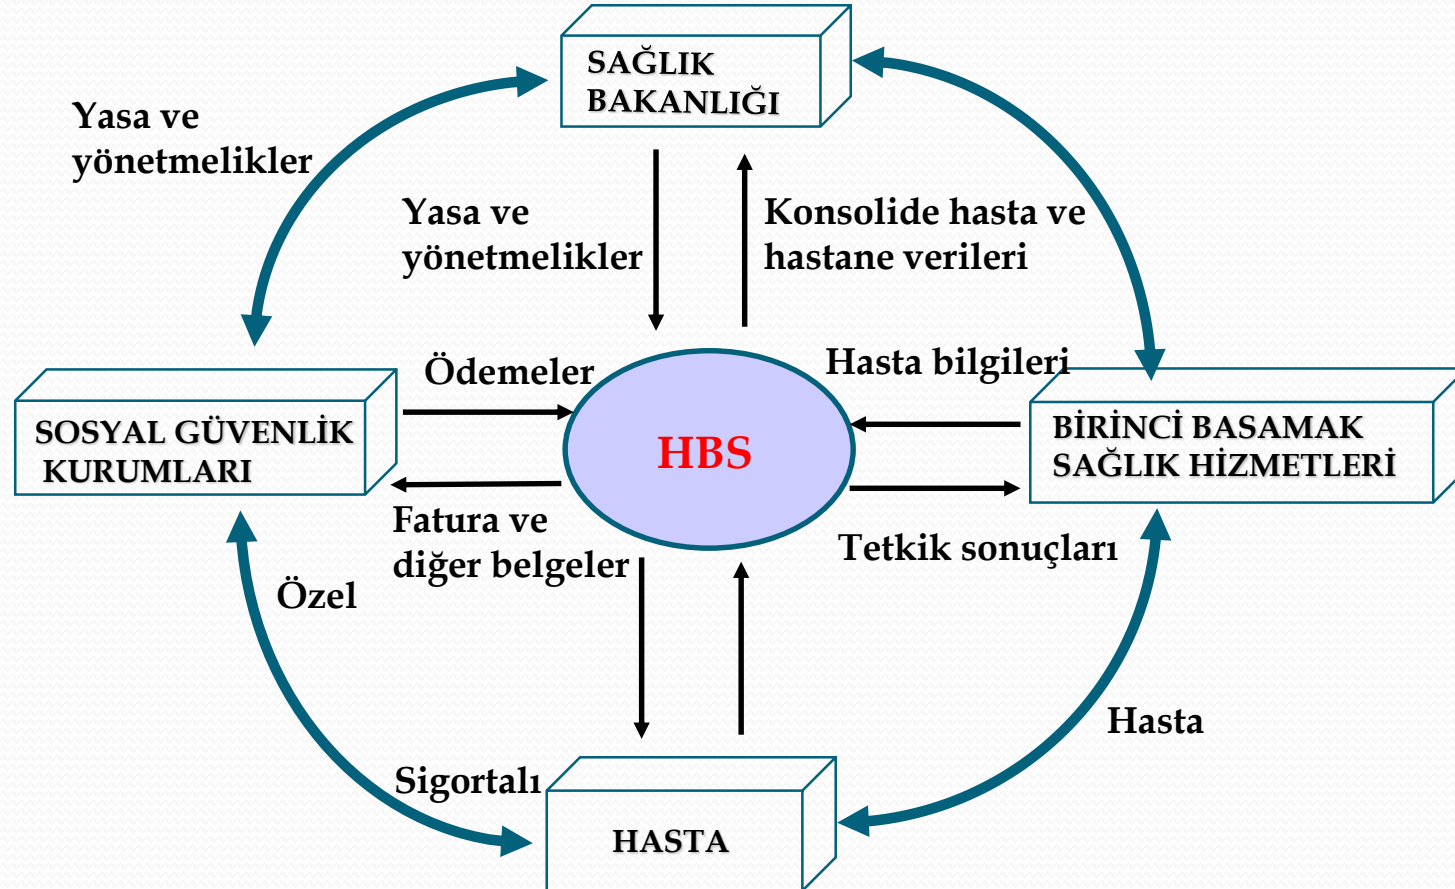 SAĞLIK
BAKANLIĞI
Yasa ve
yönetmelikler
Yasa ve
yönetmelikler
Konsolide hasta ve
hastane verileri
Ödemeler
Hasta bilgileri
SOSYAL GÜVENLİK
KURUMLARI
HBS
BİRİNCİ BASAMAK
SAĞLIK HİZMETLERİ
Fatura ve
diğer belgeler
Tetkik sonuçları
Özel
Hasta
Sigortalı
HASTA